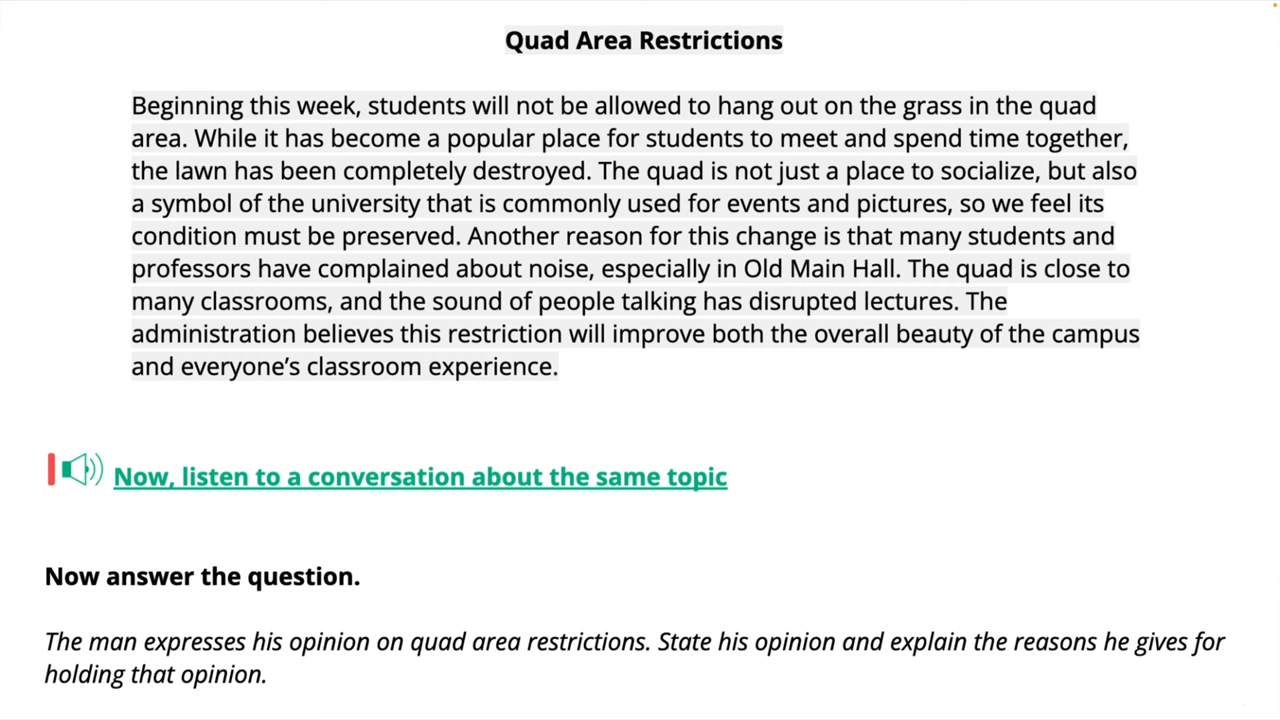 Quad Area Restrictions
Beginning this week, students will not be allowed to hang out on the grass in the quad
area. While it has become a popular place for students to meet and spend time together,
the lawn has been completely destroyed. The quad is not just a place to socialize, but also
a symbol of the university that is commonly used for events and pictures, so we feel its
condition must be preserved. Another reason for this change is that many students and
professors have complained about noise, especially in Old Main Hall. The quad is close to
many classrooms, and the sound of people talking has disrupted lectures. The
administration believes this restriction will improve both the overall beauty of the campus
and everyone’s classroom experience.
Now, listen to a conversation about the same topic
Now answer the question.
The man expresses his opinion on quad area restrictions. State his opinion and explain the reasons he gives for
holding that opinion.